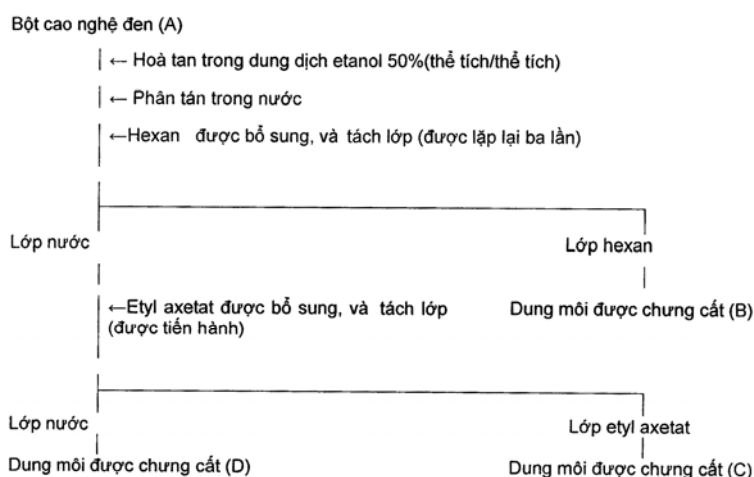 Bột cao nghệ đen (A)
← Hoà tan trong dung dịch etanol 50%(thể tích/thể tích)
← Phân tán trong nước
←Hexan được bổ sung, và tách lớp (được lặp lại ba lần)
Lớp nước
Lớp hexan
←Etyl axetat được bổ sung, và tách lớp
(được tiến hành)
Dung môi được chưng cất (B)
Lớp nước
Lớp etyl axetat
Dung môi được chưng cất (D)
Dung môi được chưng cất (C)